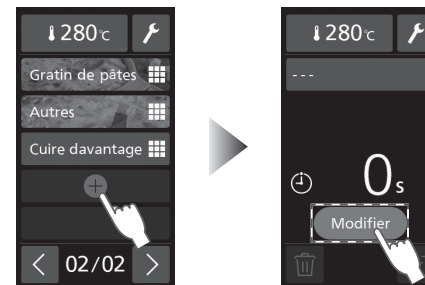 280°C
Gratin de pâtes
Autres
Cuire davantage
02/02
280°C
---
0s
Modifier